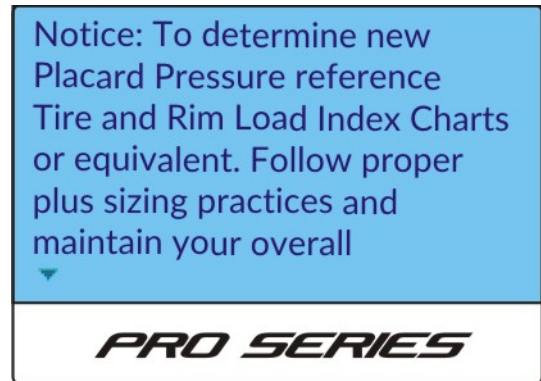 Notice: To determine new
Placard Pressure reference
Tire and Rim Load Index Charts
or equivalent. Follow proper
plus sizing practices and
maintain your overall
PRO SERIES